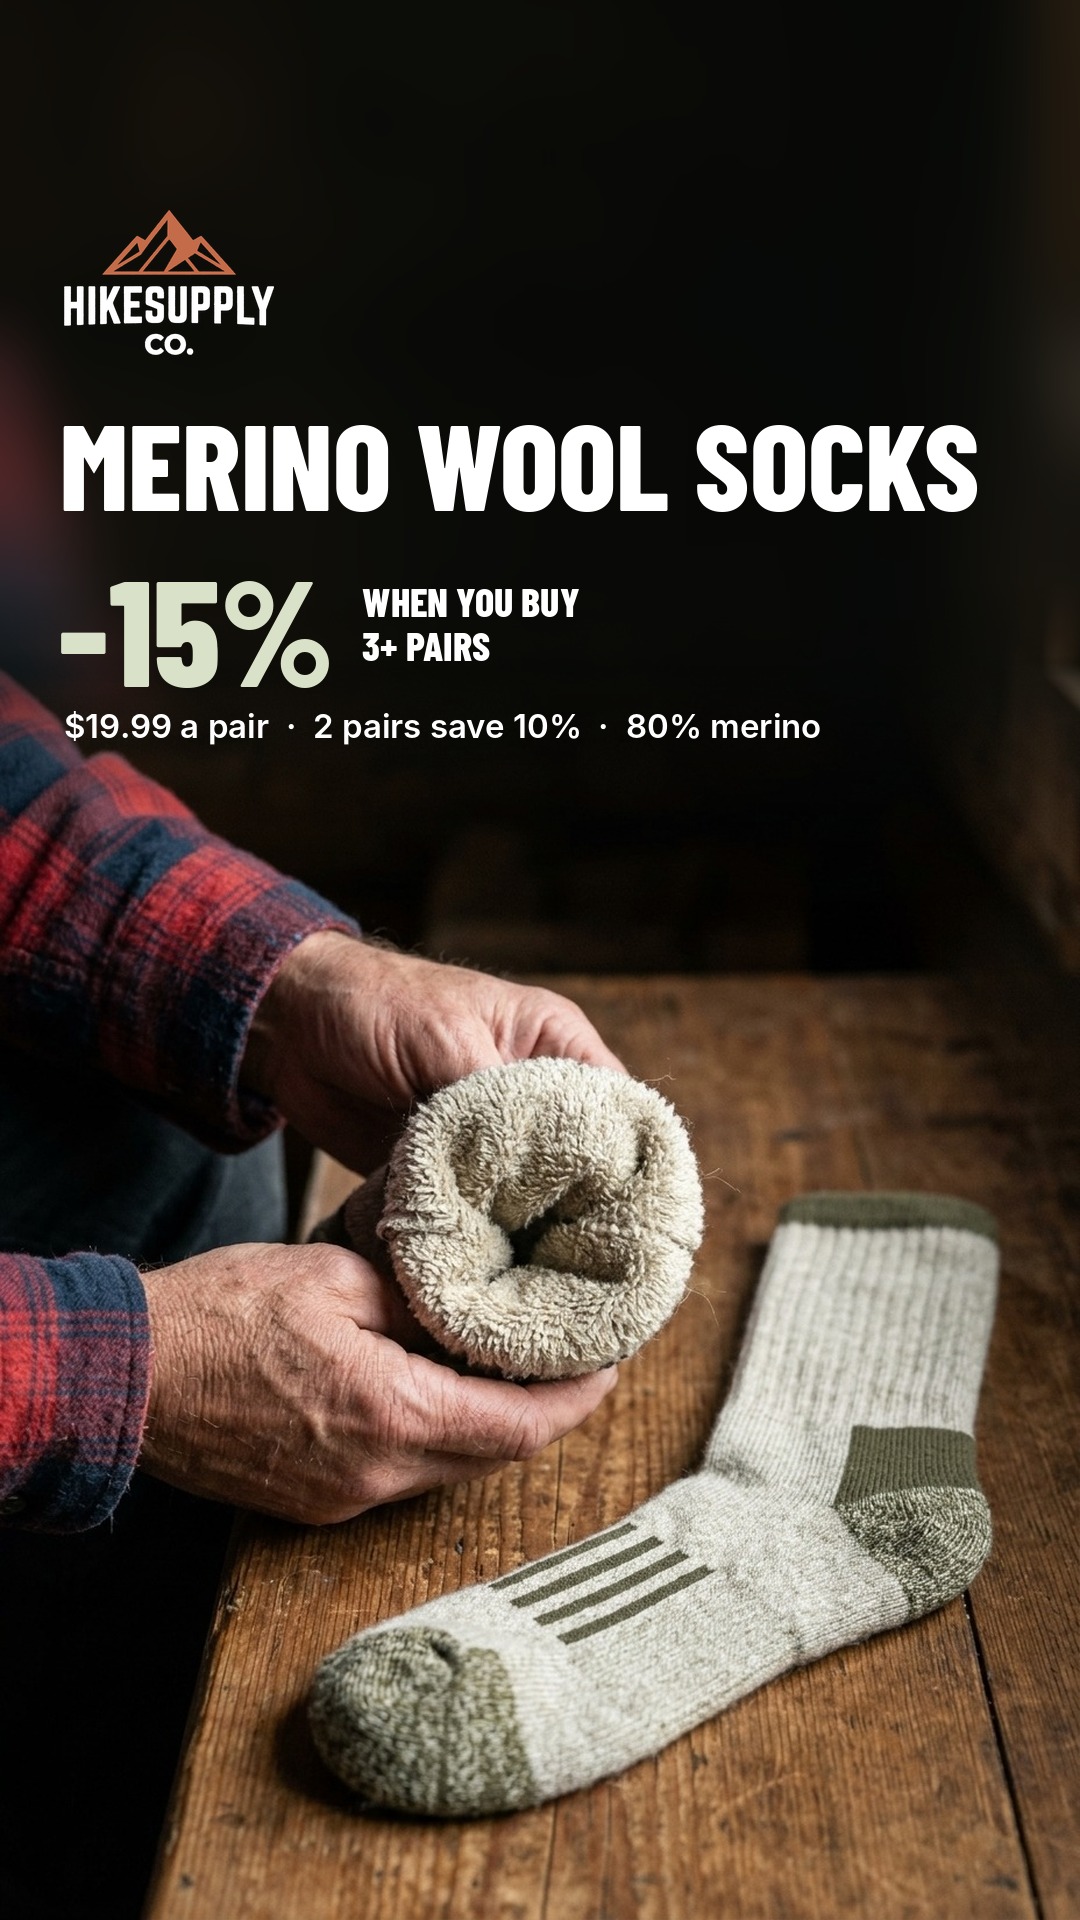 HIKESUPPLY
CO.
MERINO WOOL SOCKS
-15%
WHEN YOU BUY
3+ PAIRS
$19.99 a pair · 2 pairs save 10% · 80% merino